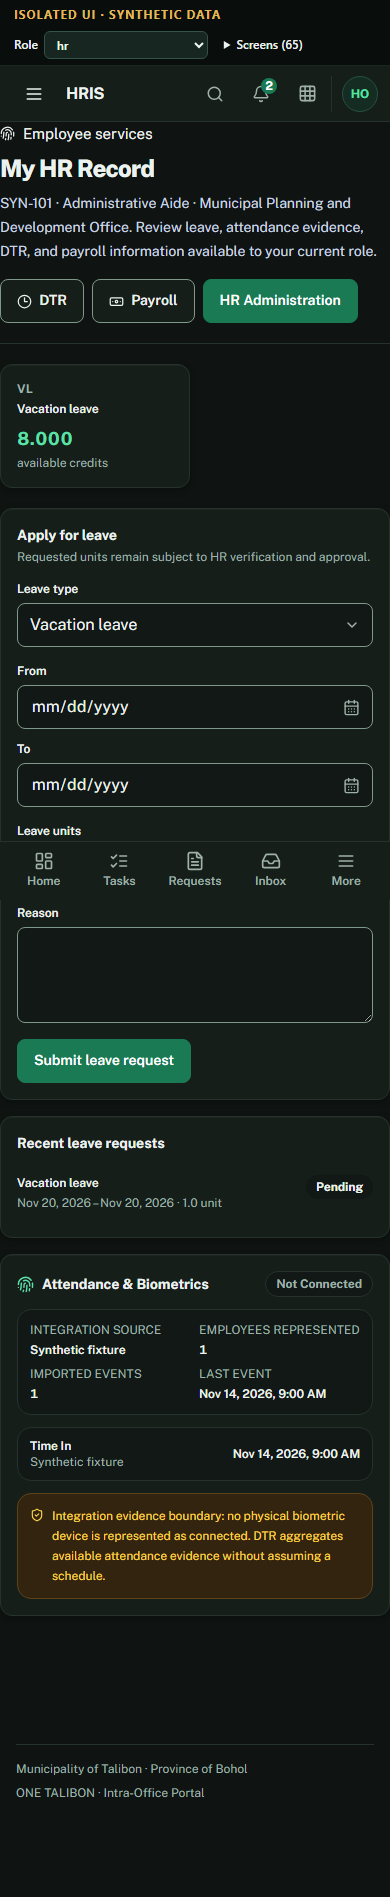 ISOLATED UI · SYNTHETIC DATA
Role hr Screens (65)
HRIS 2 HO
Employee services
My HR Record
SYN-101 · Administrative Aide · Municipal Planning and
Development Office. Review leave, attendance evidence,
DTR, and payroll information available to your current role.
DTR Payroll HR Administration
VL
Vacation leave
8.000
available credits
Apply for leave
Requested units remain subject to HR verification and approval.
Leave type
Vacation leave
From
mm/dd/yyyy
To
mm/dd/yyyy
Leave units
Home Tasks Requests Inbox More
Reason
Submit leave request
Recent leave requests
Vacation leave Pending
Nov 20, 2026–Nov 20, 2026 · 1.0 unit
Attendance & Biometrics Not Connected
INTEGRATION SOURCE EMPLOYEES REPRESENTED
Synthetic fixture 1
IMPORTED EVENTS LAST EVENT
1 Nov 14, 2026, 9:00 AM
Time In Nov 14, 2026, 9:00 AM
Synthetic fixture
Integration evidence boundary: no physical biometric
device is represented as connected. DTR aggregates
available attendance evidence without assuming a
schedule.
Municipality of Talibon · Province of Bohol
ONE TALIBON · Intra-Office Portal